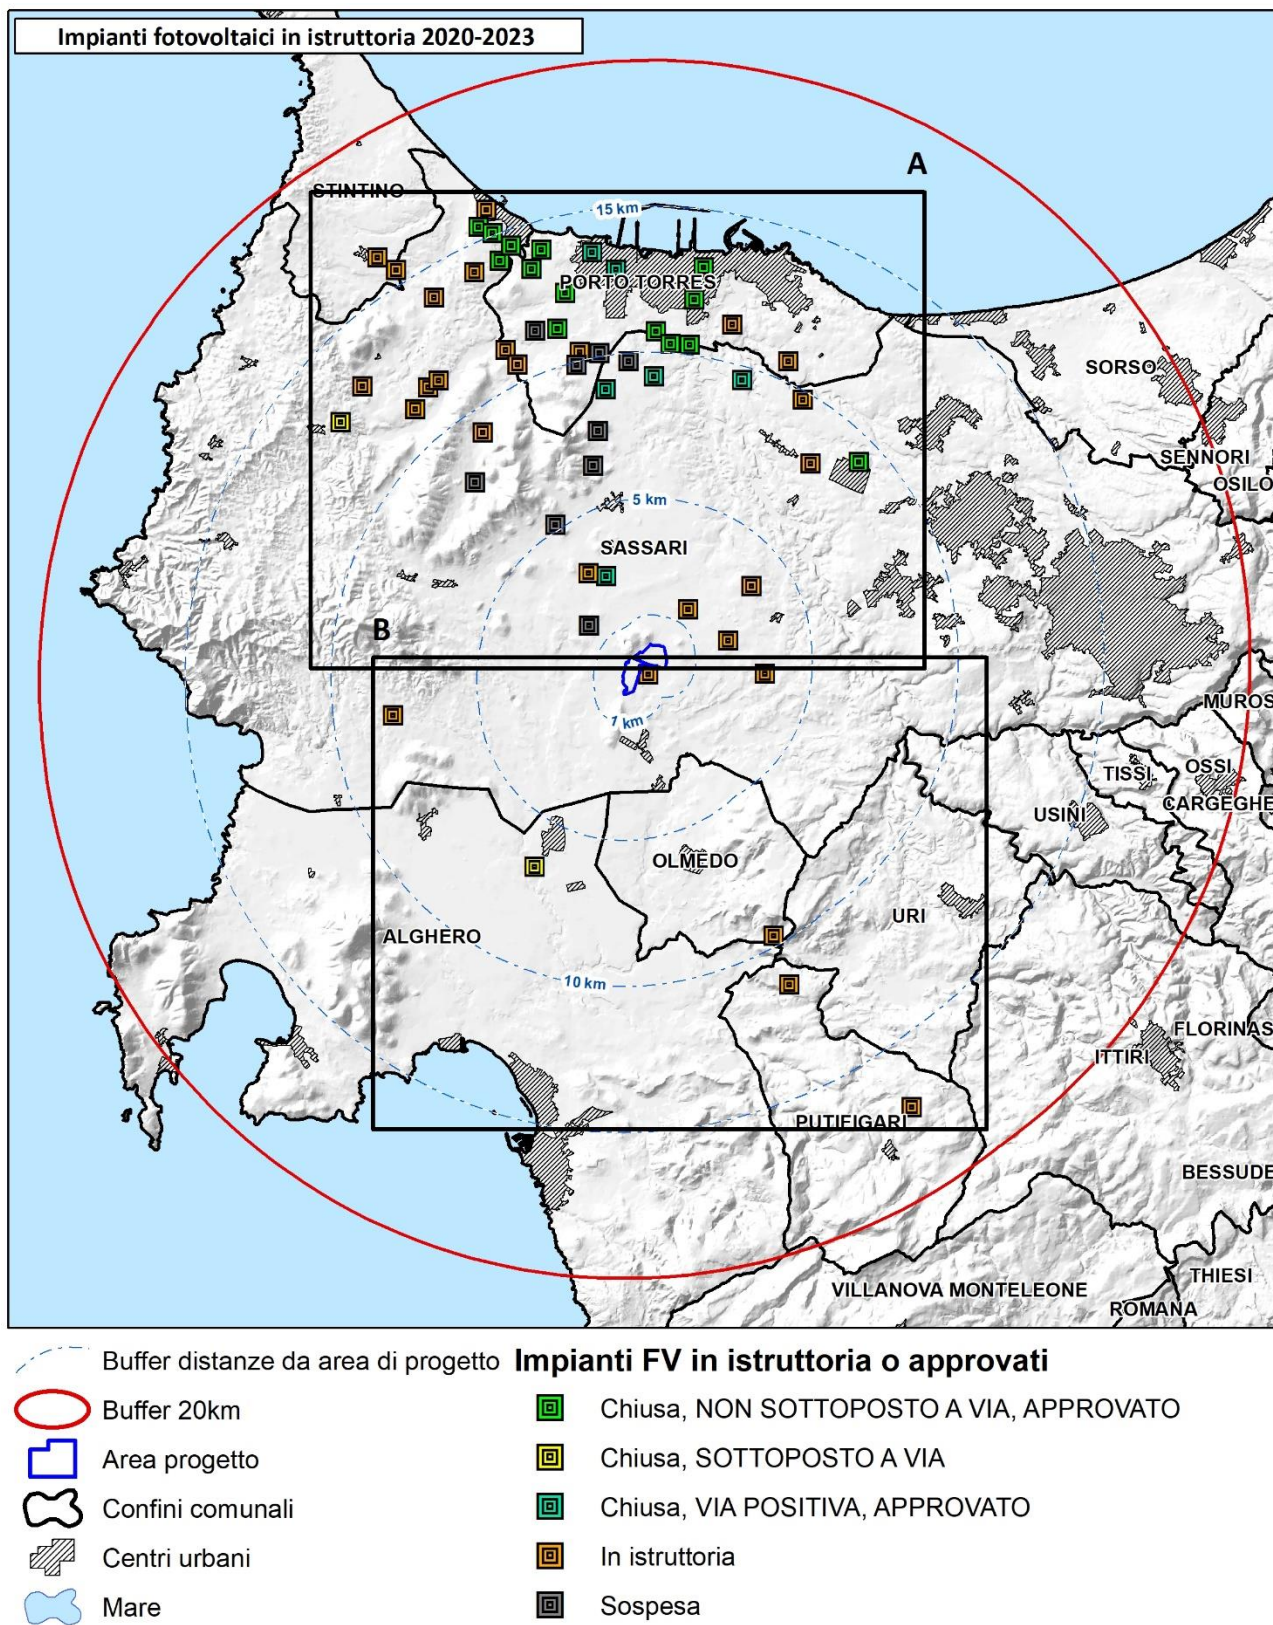 Impianti fotovoltaici in istruttoria 2020-2023
A
STINTINO
15 km
PORTO TORRES
SORSO
SENNORI
OSILO
5 km
SASSARI
B
1 km
MUROS
TISSI
OSSI
CARGEGHE
USINI
OLMEDO
URI
ALGHERO
10 km
FLORINAS
ITTIRI
PUTIFIGARI
BESSUDE
THIESI
VILLANOVA MONTELEONE
ROMANA
Buffer distanze da area di progetto
Buffer 20km
Area progetto
Confini comunali
Centri urbani
Mare
Impianti FV in istruttoria o approvati
Chiusa, NON SOTTOPOSTO A VIA, APPROVATO
Chiusa, SOTTOPOSTO A VIA
Chiusa, VIA POSITIVA, APPROVATO
In istruttoria
Sospesa